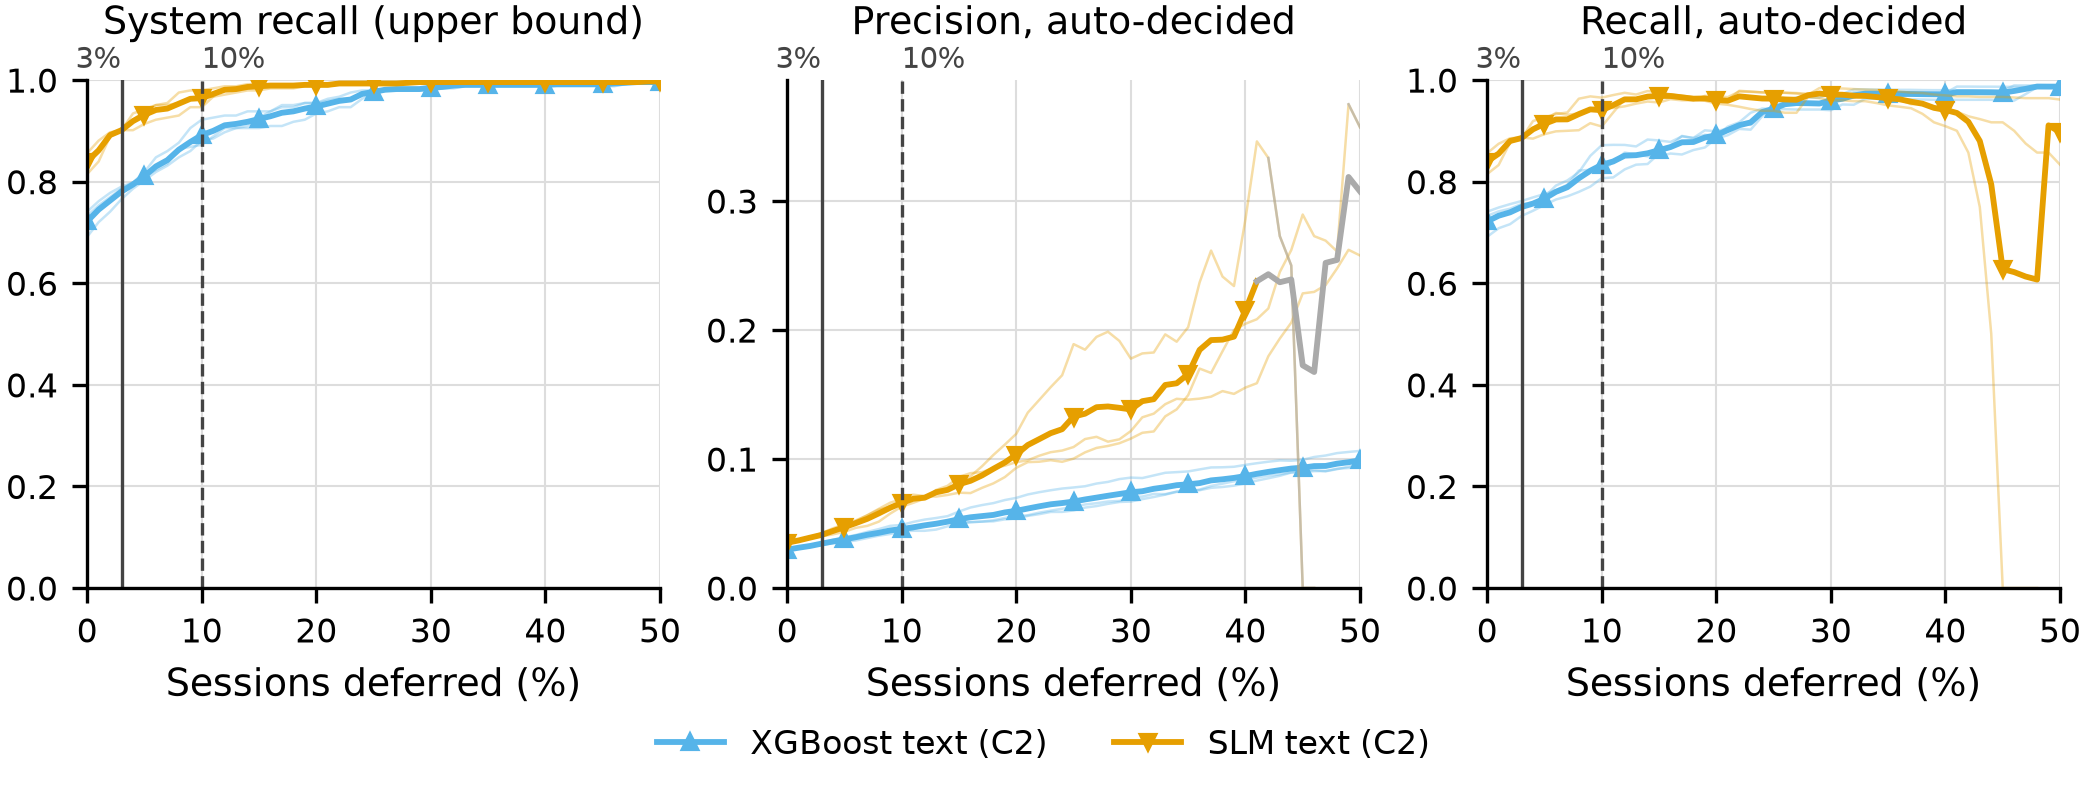 System recall (upper bound)
3% 10%
1.0
0.8
0.6
0.4
0.2
0.0
0 10 20 30 40 50
Sessions deferred (%)
Precision, auto-decided
3% 10%
0.3
0.2
0.1
0.0
0 10 20 30 40 50
Sessions deferred (%)
Recall, auto-decided
3% 10%
1.0
0.8
0.6
0.4
0.2
0.0
0 10 20 30 40 50
Sessions deferred (%)
XGBoost text (C2) SLM text (C2)